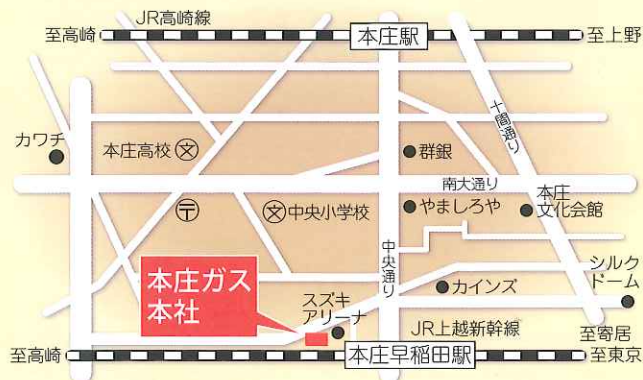 JR高崎線
至高崎
本庄駅
至上野
十間通り
カワチ
本庄高校
文
群銀
南大通り
〒
文
中央小学校
やましろや
本庄
文化会館
中央通り
シルク
ドーム
本庄ガス
本社
スズキ
アリーナ
カインズ
JR上越新幹線
至寄居
至高崎
本庄早稲田駅
至東京